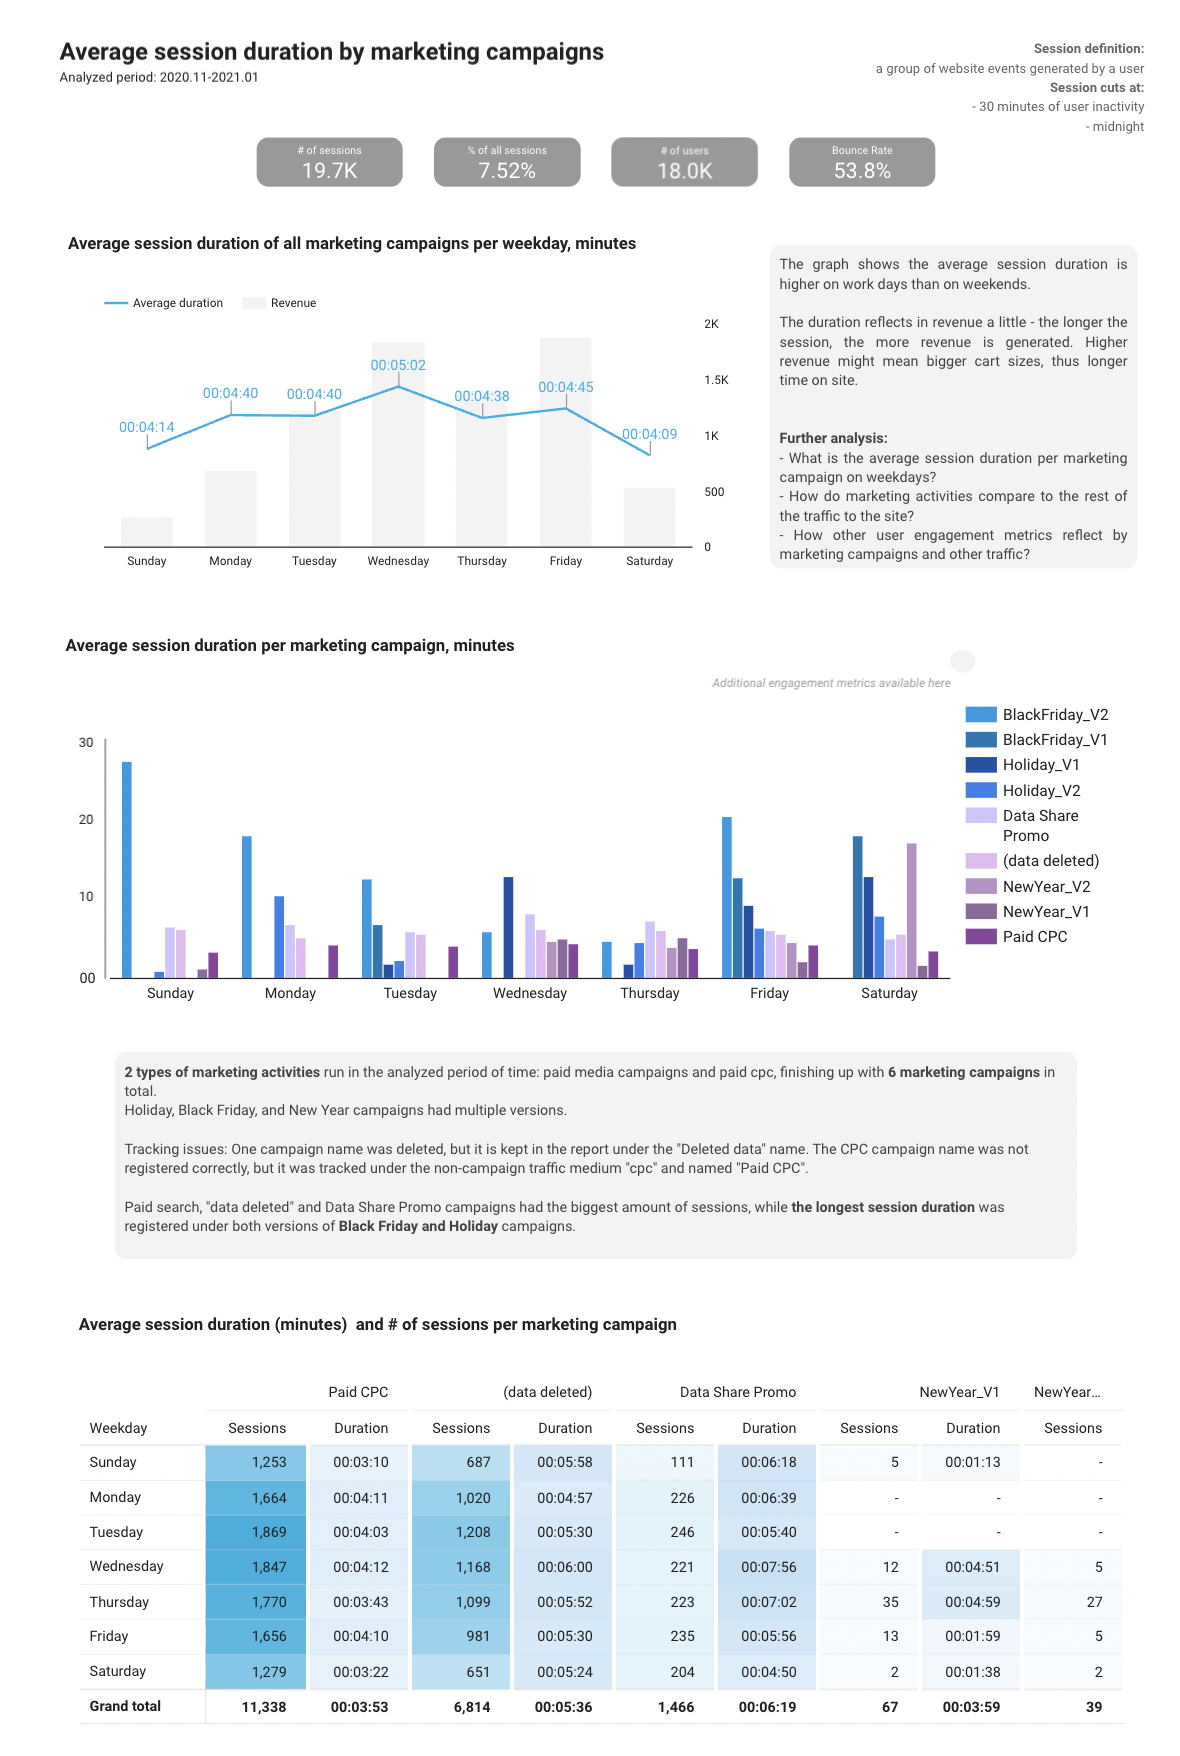 Average session duration by marketing campaigns
Analyzed period: 2020.11-2021.01
Session definition:
a group of website events generated by a user
Session cuts at:
- 30 minutes of user inactivity
- midnight
# of sessions
19.7K
% of all sessions
7.52%
# of users
18.0K
Bounce Rate
53.8%
Average session duration of all marketing campaigns per weekday, minutes
Average duration Revenue
2K
1.5K
1K
500
0
00:04:14 00:04:40 00:04:40 00:05:02 00:04:38 00:04:45 00:04:09
Sunday Monday Tuesday Wednesday Thursday Friday Saturday
The graph shows the average session duration is
higher on work days than on weekends.
The duration reflects in revenue a little - the longer the
session, the more revenue is generated. Higher
revenue might mean bigger cart sizes, thus longer
time on site.
Further analysis:
- What is the average session duration per marketing
campaign on weekdays?
- How do marketing activities compare to the rest of
the traffic to the site?
- How other user engagement metrics reflect by
marketing campaigns and other traffic?
Average session duration per marketing campaign, minutes
Additional engagement metrics available here
30
20
10
00
Sunday Monday Tuesday Wednesday Thursday Friday Saturday
BlackFriday_V2
BlackFriday_V1
Holiday_V1
Holiday_V2
Data Share
Promo
(data deleted)
NewYear_V2
NewYear_V1
Paid CPC
2 types of marketing activities run in the analyzed period of time: paid media campaigns and paid cpc, finishing up with 6 marketing campaigns in
total.
Holiday, Black Friday, and New Year campaigns had multiple versions.
Tracking issues: One campaign name was deleted, but it is kept in the report under the "Deleted data" name. The CPC campaign name was not
registered correctly, but it was tracked under the non-campaign traffic medium "cpc" and named "Paid CPC".
Paid search, "data deleted" and Data Share Promo campaigns had the biggest amount of sessions, while the longest session duration was
registered under both versions of Black Friday and Holiday campaigns.
Average session duration (minutes) and # of sessions per marketing campaign
Paid CPC (data deleted) Data Share Promo NewYear_V1 NewYear...
Weekday Sessions Duration Sessions Duration Sessions Duration Sessions Duration Sessions
Sunday 1,253 00:03:10 687 00:05:58 111 00:06:18 5 00:01:13 -
Monday 1,664 00:04:11 1,020 00:04:57 226 00:06:39 - - -
Tuesday 1,869 00:04:03 1,208 00:05:30 246 00:05:40 - - -
Wednesday 1,847 00:04:12 1,168 00:06:00 221 00:07:56 12 00:04:51 5
Thursday 1,770 00:03:43 1,099 00:05:52 223 00:07:02 35 00:04:59 27
Friday 1,656 00:04:10 981 00:05:30 235 00:05:56 13 00:01:59 5
Saturday 1,279 00:03:22 651 00:05:24 204 00:04:50 2 00:01:38 2
Grand total 11,338 00:03:53 6,814 00:05:36 1,466 00:06:19 67 00:03:59 39